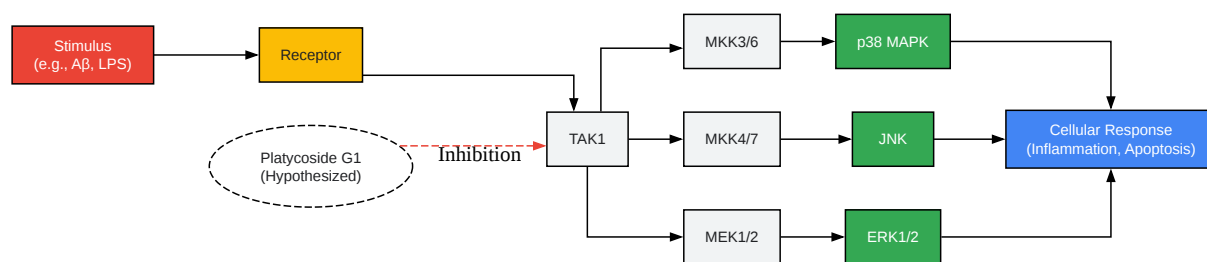 Stimulus
(e.g., Aβ, LPS)
Receptor
MKK3/6
p38 MAPK
Platycoside G1
(Hypothesized)
Inhibition
TAK1
MKK4/7
JNK
Cellular Response
(Inflammation, Apoptosis)
MEK1/2
ERK1/2